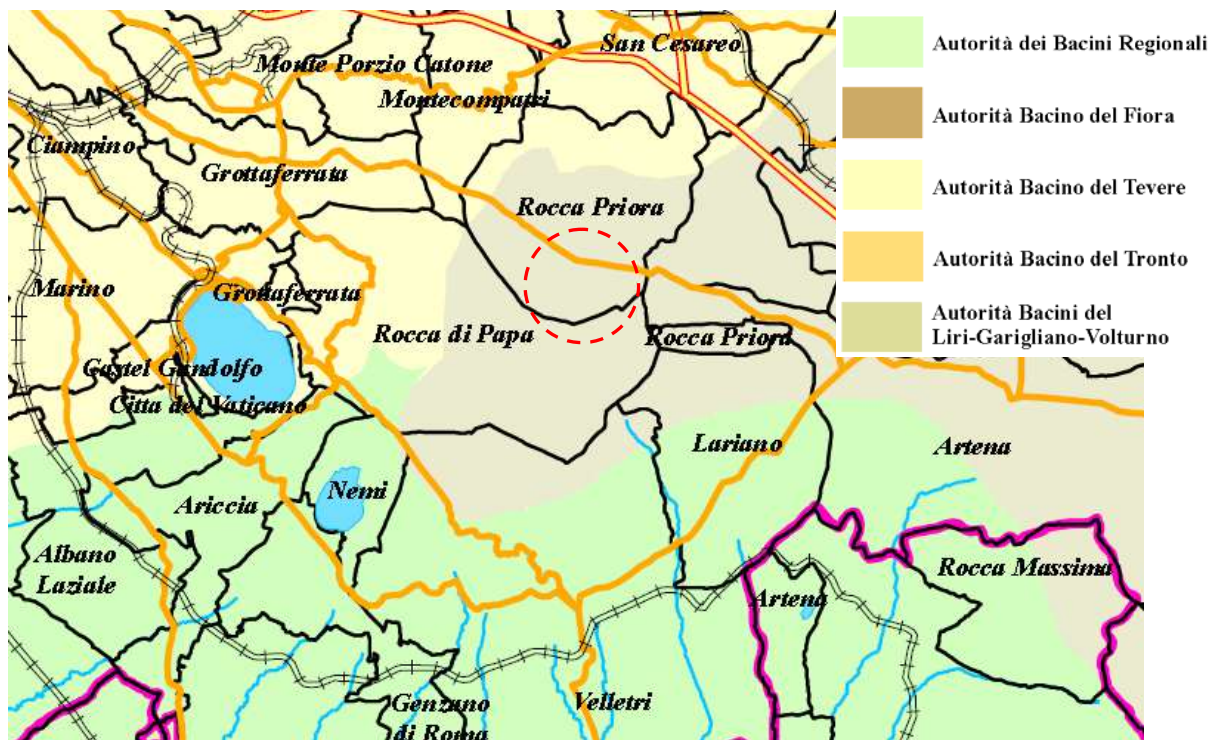 San Cesareo
Monte Porzio Catone
Montecompatri
Ciampino
Grottaferrata
Rocca Priora
Marino
Grottaferrata
Rocca di Papa
Rocca Priora
Castel Gandolfo
Citta del Vaticano
Lariano
Artena
Nemi
Ariccia
Albano
Laziale
Rocca Massima
Artena
Velletri
Genzano
di Roma
Autorità dei Bacini Regionali
Autorità Bacino del Fiora
Autorità Bacino del Tevere
Autorità Bacino del Tronto
Autorità Bacini del
Liri-Garigliano-Volturno